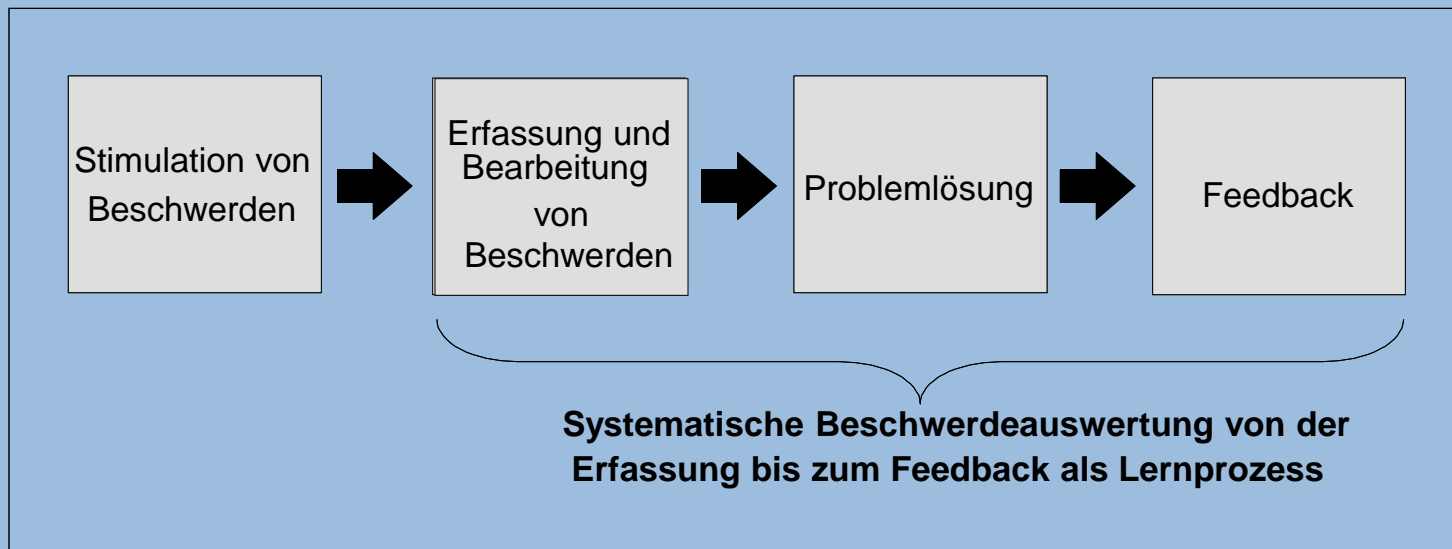 Stimulation von
Beschwerden
Erfassung und
Bearbeitung
von
Beschwerden
Problemlösung
Feedback
Systematische Beschwerdeauswertung von der
Erfassung bis zum Feedback als Lernprozess